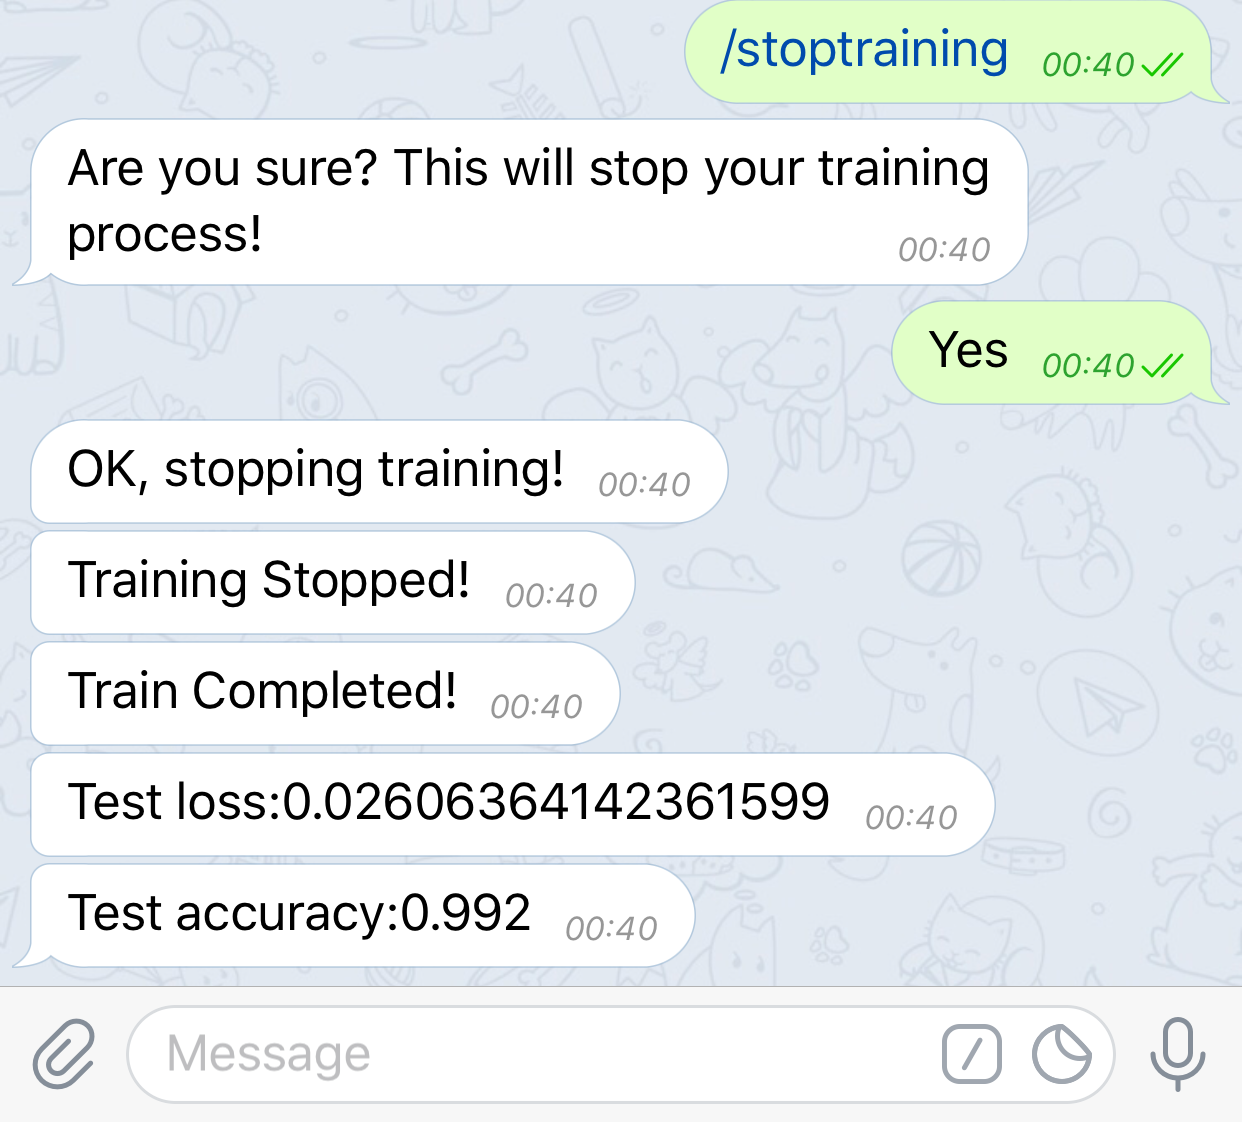 /stoptraining 00:40
Are you sure? This will stop your training
process! 00:40
Yes 00:40
OK, stopping training! 00:40
Training Stopped! 00:40
Train Completed! 00:40
Test loss:0.02606364142361599 00:40
Test accuracy:0.992 00:40
Message